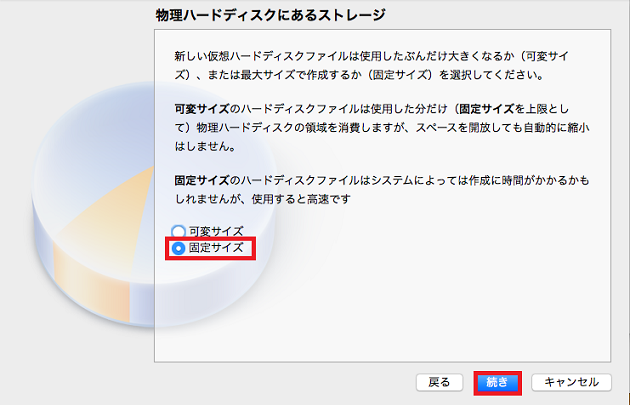 物理ハードディスクにあるストレージ
新しい仮想ハードディスクファイルは使用したぶんだけ大きくなるか（可変サイ
ズ）、または最大サイズで作成するか（固定サイズ）を選択してください。
可変サイズのハードディスクファイルは使用した分だけ（固定サイズを上限とし
て）物理ハードディスクの領域を消費しますが、スペースを開放しても自動的に縮小
はしません。
固定サイズのハードディスクファイルはシステムによっては作成に時間がかかるかも
しれませんが、使用すると高速です
可変サイズ
固定サイズ
戻る 続き キャンセル